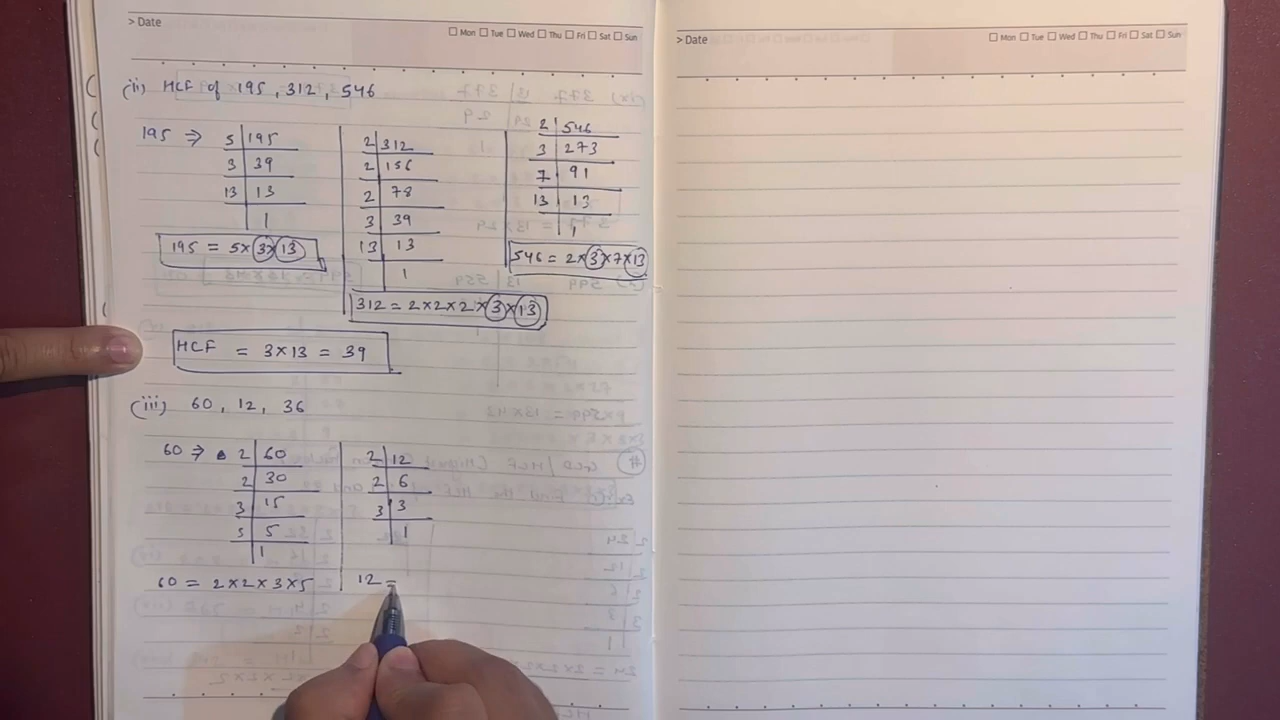 > Date
Mon Tue Wed Thu Fri Sat Sun
(ii) HCF of 195, 312, 546
195 ⇒
5 | 195
3 | 39
13 | 13
1
195 = 5×3×13
2 | 312
2 | 156
2 | 78
3 | 39
13 | 13
1
312 = 2×2×2×3×13
2 | 546
3 | 273
7 | 91
13 | 13
1
546 = 2×3×7×13
HCF = 3×13 = 39
(iii) 60, 12, 36
60 ⇒
2 | 60
2 | 30
3 | 15
5 | 5
1
60 = 2×2×3×5
2 | 12
2 | 6
3 | 3
1
12 =
> Date
Mon Tue Wed Thu Fri Sat Sun